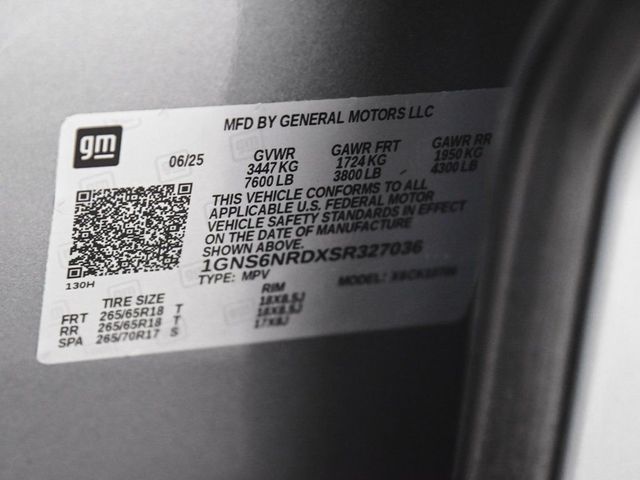 gm
MFD BY GENERAL MOTORS LLC
06/25 GVWR GAWR FRT GAWR RR
3447 KG 1724 KG 1950 KG
7600 LB 3800 LB 4300 LB
THIS VEHICLE CONFORMS TO ALL
APPLICABLE U.S. FEDERAL MOTOR
VEHICLE SAFETY STANDARDS IN EFFECT
ON THE DATE OF MANUFACTURE
SHOWN ABOVE.
1GNS6NRDXSR327036
130H
TYPE: MPV MODEL:
TIRE SIZE RIM
FRT 265/65R18 T 18X8.5J
RR 265/65R18 T 18X8.5J
SPA 265/70R17 S 17X8J